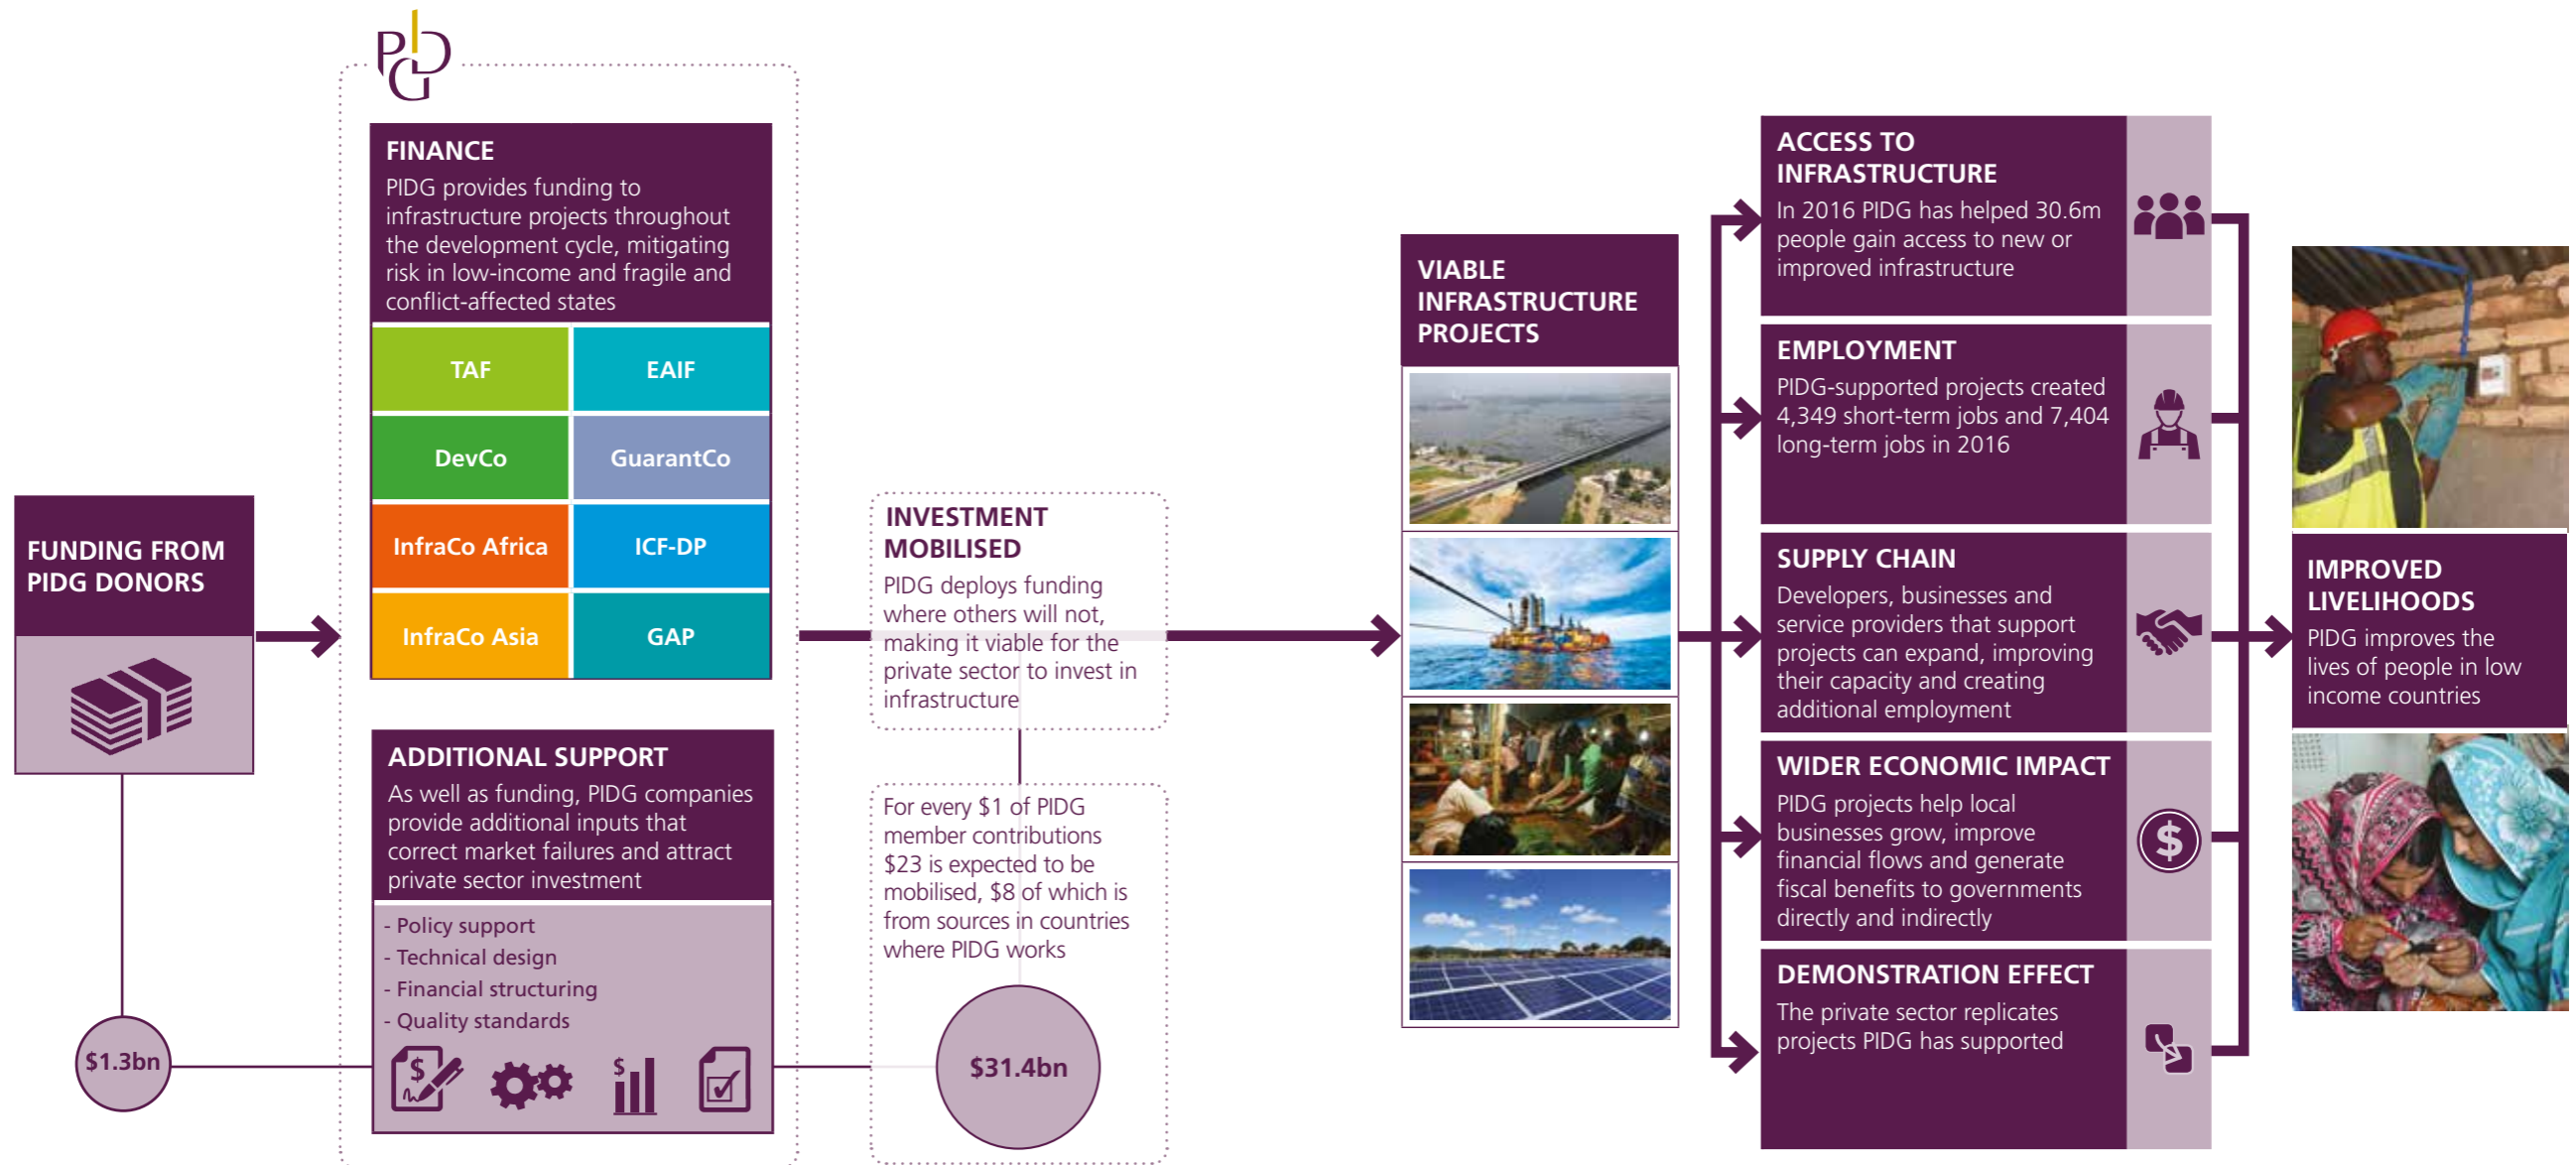 PIDG
FUNDING FROM
PIDG DONORS
$1.3bn
FINANCE
PIDG provides funding to
infrastructure projects throughout
the development cycle, mitigating
risk in low-income and fragile and
conflict-affected states
TAF
EAIF
DevCo
GuarantCo
InfraCo Africa
ICF-DP
InfraCo Asia
GAP
ADDITIONAL SUPPORT
As well as funding, PIDG companies
provide additional inputs that
correct market failures and attract
private sector investment
- Policy support
- Technical design
- Financial structuring
- Quality standards
$
$
INVESTMENT
MOBILISED
PIDG deploys funding
where others will not,
making it viable for the
private sector to invest in
infrastructure
For every $1 of PIDG
member contributions
$23 is expected to be
mobilised, $8 of which is
from sources in countries
where PIDG works
$31.4bn
VIABLE
INFRASTRUCTURE
PROJECTS
ACCESS TO
INFRASTRUCTURE
In 2016 PIDG has helped 30.6m
people gain access to new or
improved infrastructure
EMPLOYMENT
PIDG-supported projects created
4,349 short-term jobs and 7,404
long-term jobs in 2016
SUPPLY CHAIN
Developers, businesses and
service providers that support
projects can expand, improving
their capacity and creating
additional employment
WIDER ECONOMIC IMPACT
PIDG projects help local
businesses grow, improve
financial flows and generate
fiscal benefits to governments
directly and indirectly
$
DEMONSTRATION EFFECT
The private sector replicates
projects PIDG has supported
IMPROVED
LIVELIHOODS
PIDG improves the
lives of people in low
income countries